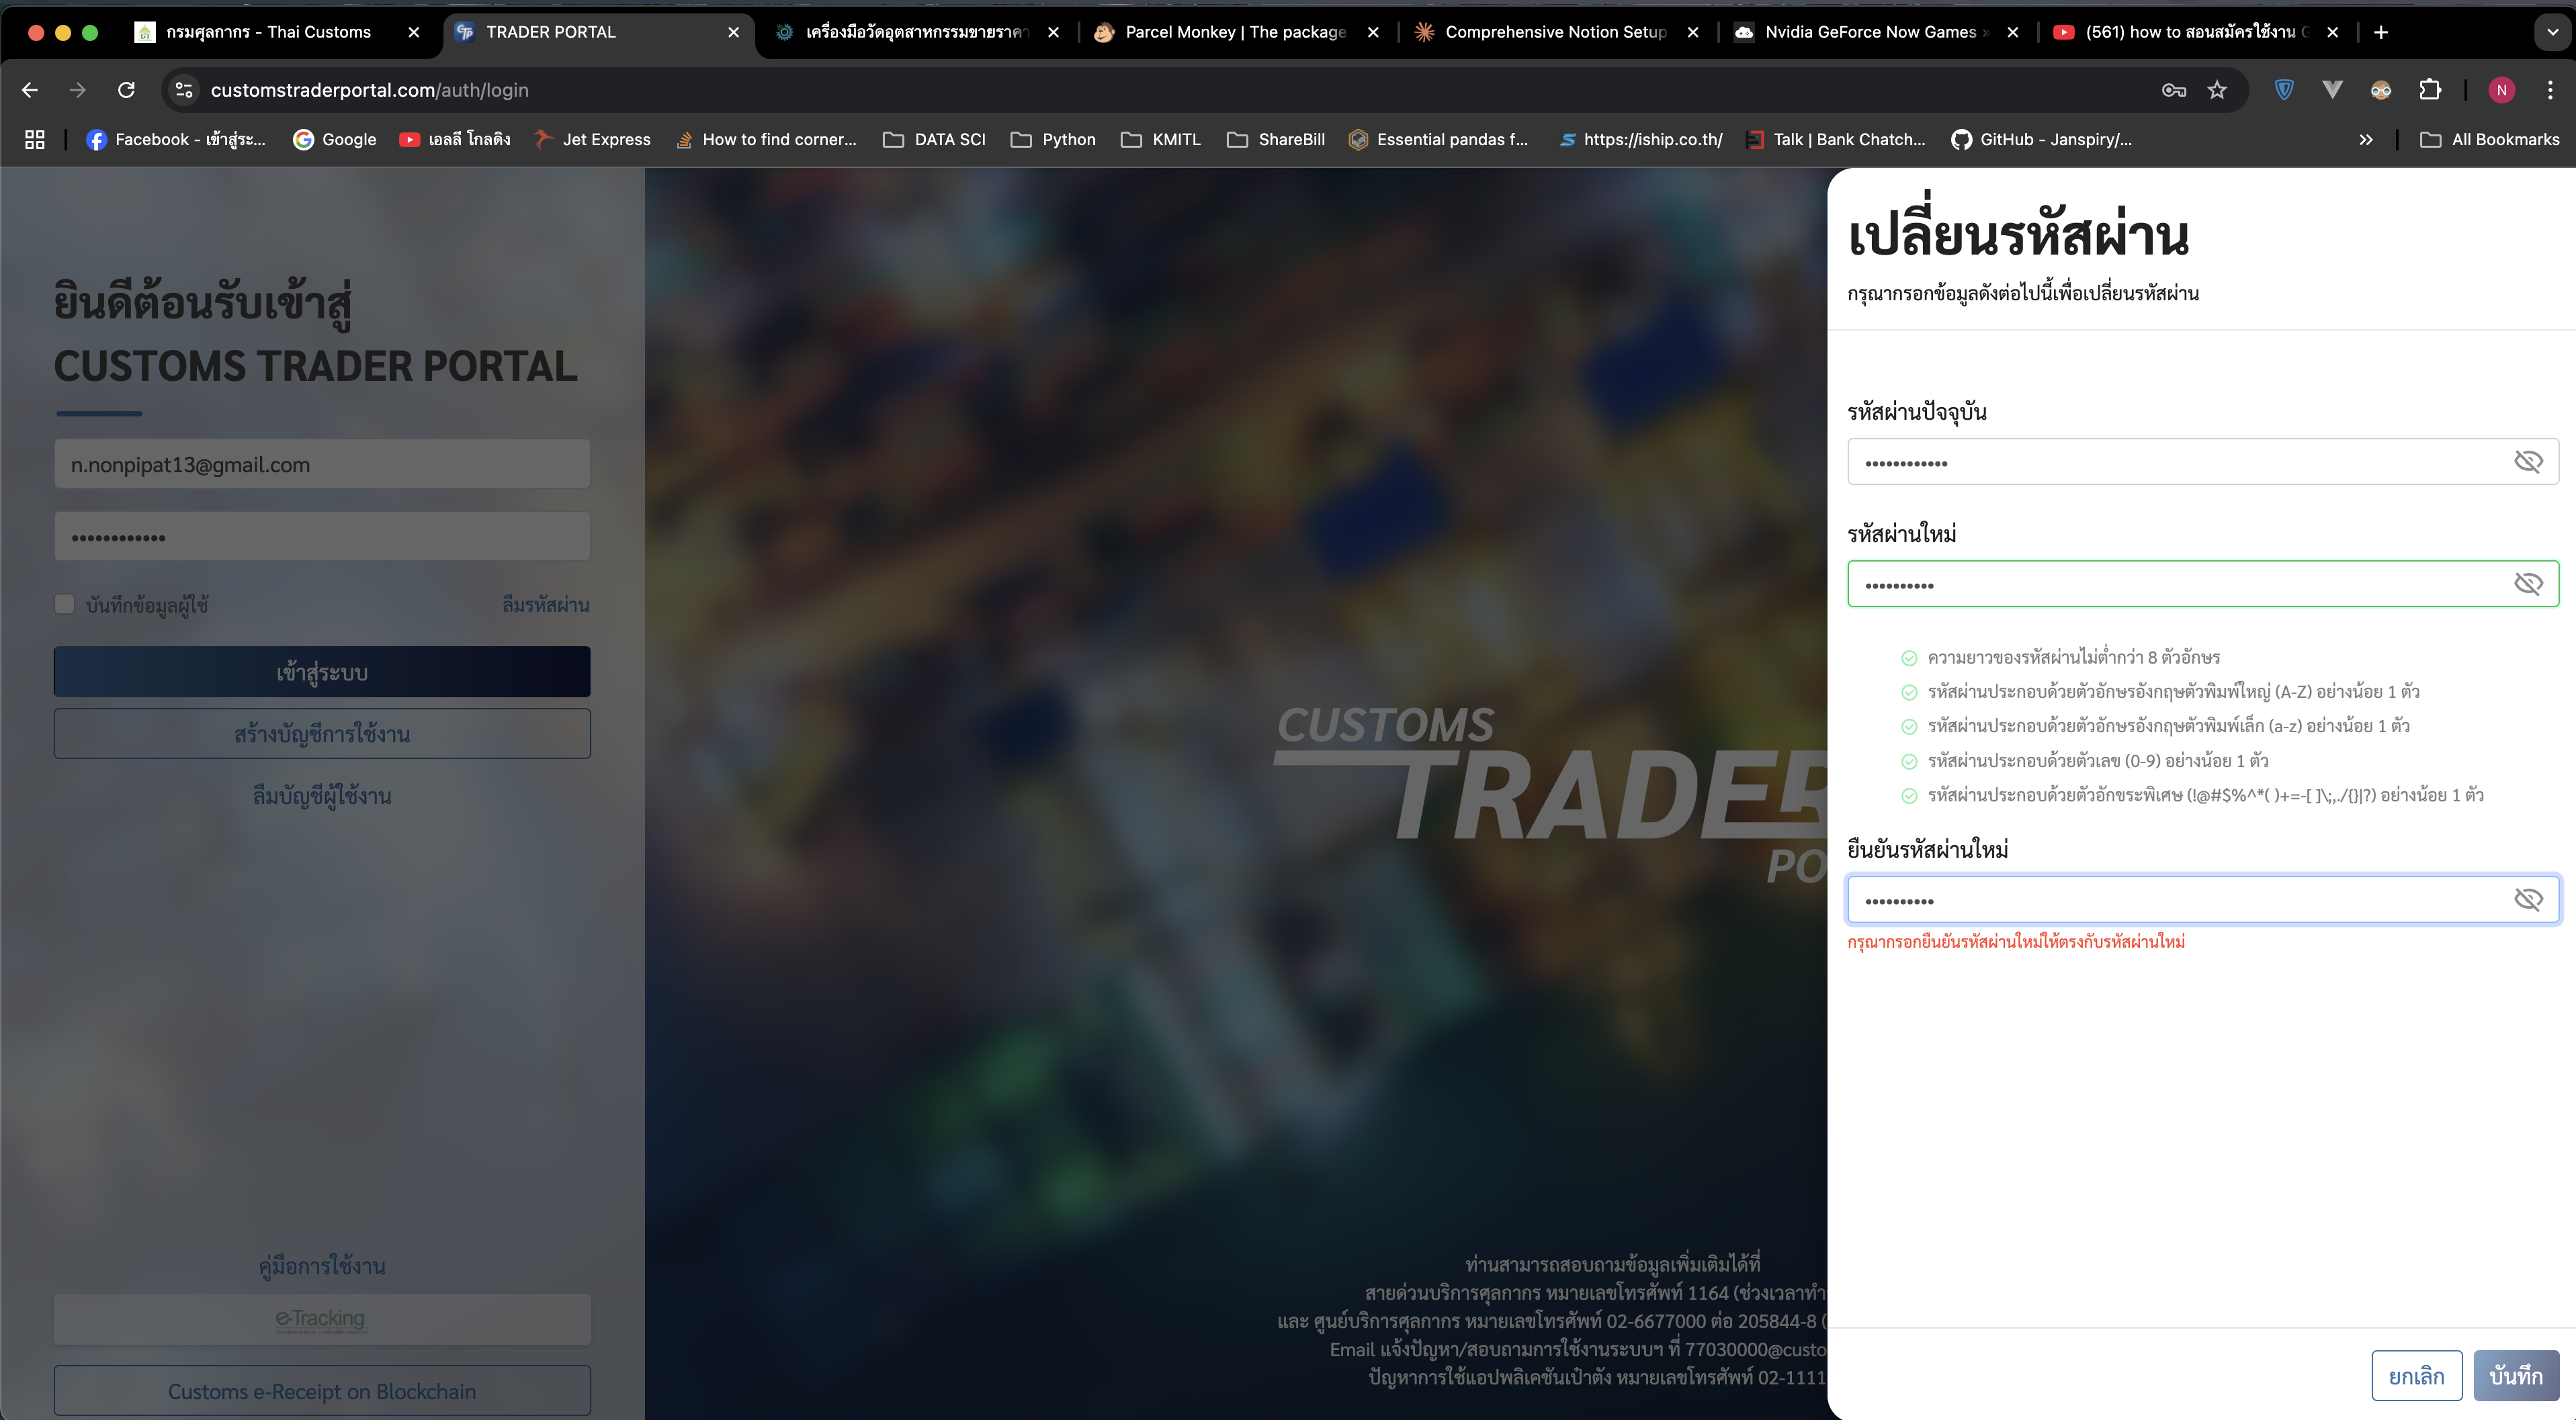 กรมศุลกากร - Thai Customs
TRADER PORTAL
เครื่องมือวัดอุตสาหกรรมขายราคา
Parcel Monkey | The package
Comprehensive Notion Setup
Nvidia GeForce Now Games
(561) how to สอนสมัครใช้งาน G
customstraderportal.com/auth/login
N
Facebook - เข้าสู่ระ...
Google
เอลลี โกลดิง
Jet Express
How to find corner...
DATA SCI
Python
KMITL
ShareBill
Essential pandas f...
https://iship.co.th/
Talk | Bank Chatch...
GitHub - Janspiry/...
All Bookmarks
ยินดีต้อนรับเข้าสู่
CUSTOMS TRADER PORTAL
n.nonpipat13@gmail.com
••••••••••••
บันทึกข้อมูลผู้ใช้
ลืมรหัสผ่าน
เข้าสู่ระบบ
สร้างบัญชีการใช้งาน
ลืมบัญชีผู้ใช้งาน
คู่มือการใช้งาน
e-Tracking
Customs e-Receipt on Blockchain
CUSTOMS
TRADER
PO
ท่านสามารถสอบถามข้อมูลเพิ่มเติมได้ที่
สายด่วนบริการศุลกากร หมายเลขโทรศัพท์ 1164 (ช่วงเวลาทำ
และ ศูนย์บริการศุลกากร หมายเลขโทรศัพท์ 02-6677000 ต่อ 205844-8 (
Email แจ้งปัญหา/สอบถามการใช้งานระบบฯ ที่ 77030000@custo
ปัญหาการใช้แอปพลิเคชันเป๋าตัง หมายเลขโทรศัพท์ 02-1111
เปลี่ยนรหัสผ่าน
กรุณากรอกข้อมูลดังต่อไปนี้เพื่อเปลี่ยนรหัสผ่าน
รหัสผ่านปัจจุบัน
••••••••••••
รหัสผ่านใหม่
••••••••••
ความยาวของรหัสผ่านไม่ต่ำกว่า 8 ตัวอักษร
รหัสผ่านประกอบด้วยตัวอักษรอังกฤษตัวพิมพ์ใหญ่ (A-Z) อย่างน้อย 1 ตัว
รหัสผ่านประกอบด้วยตัวอักษรอังกฤษตัวพิมพ์เล็ก (a-z) อย่างน้อย 1 ตัว
รหัสผ่านประกอบด้วยตัวเลข (0-9) อย่างน้อย 1 ตัว
รหัสผ่านประกอบด้วยตัวอักขระพิเศษ (!@#$%^*( )+=-[ ]\;,./{}|?) อย่างน้อย 1 ตัว
ยืนยันรหัสผ่านใหม่
••••••••••
กรุณากรอกยืนยันรหัสผ่านใหม่ให้ตรงกับรหัสผ่านใหม่
ยกเลิก
บันทึก